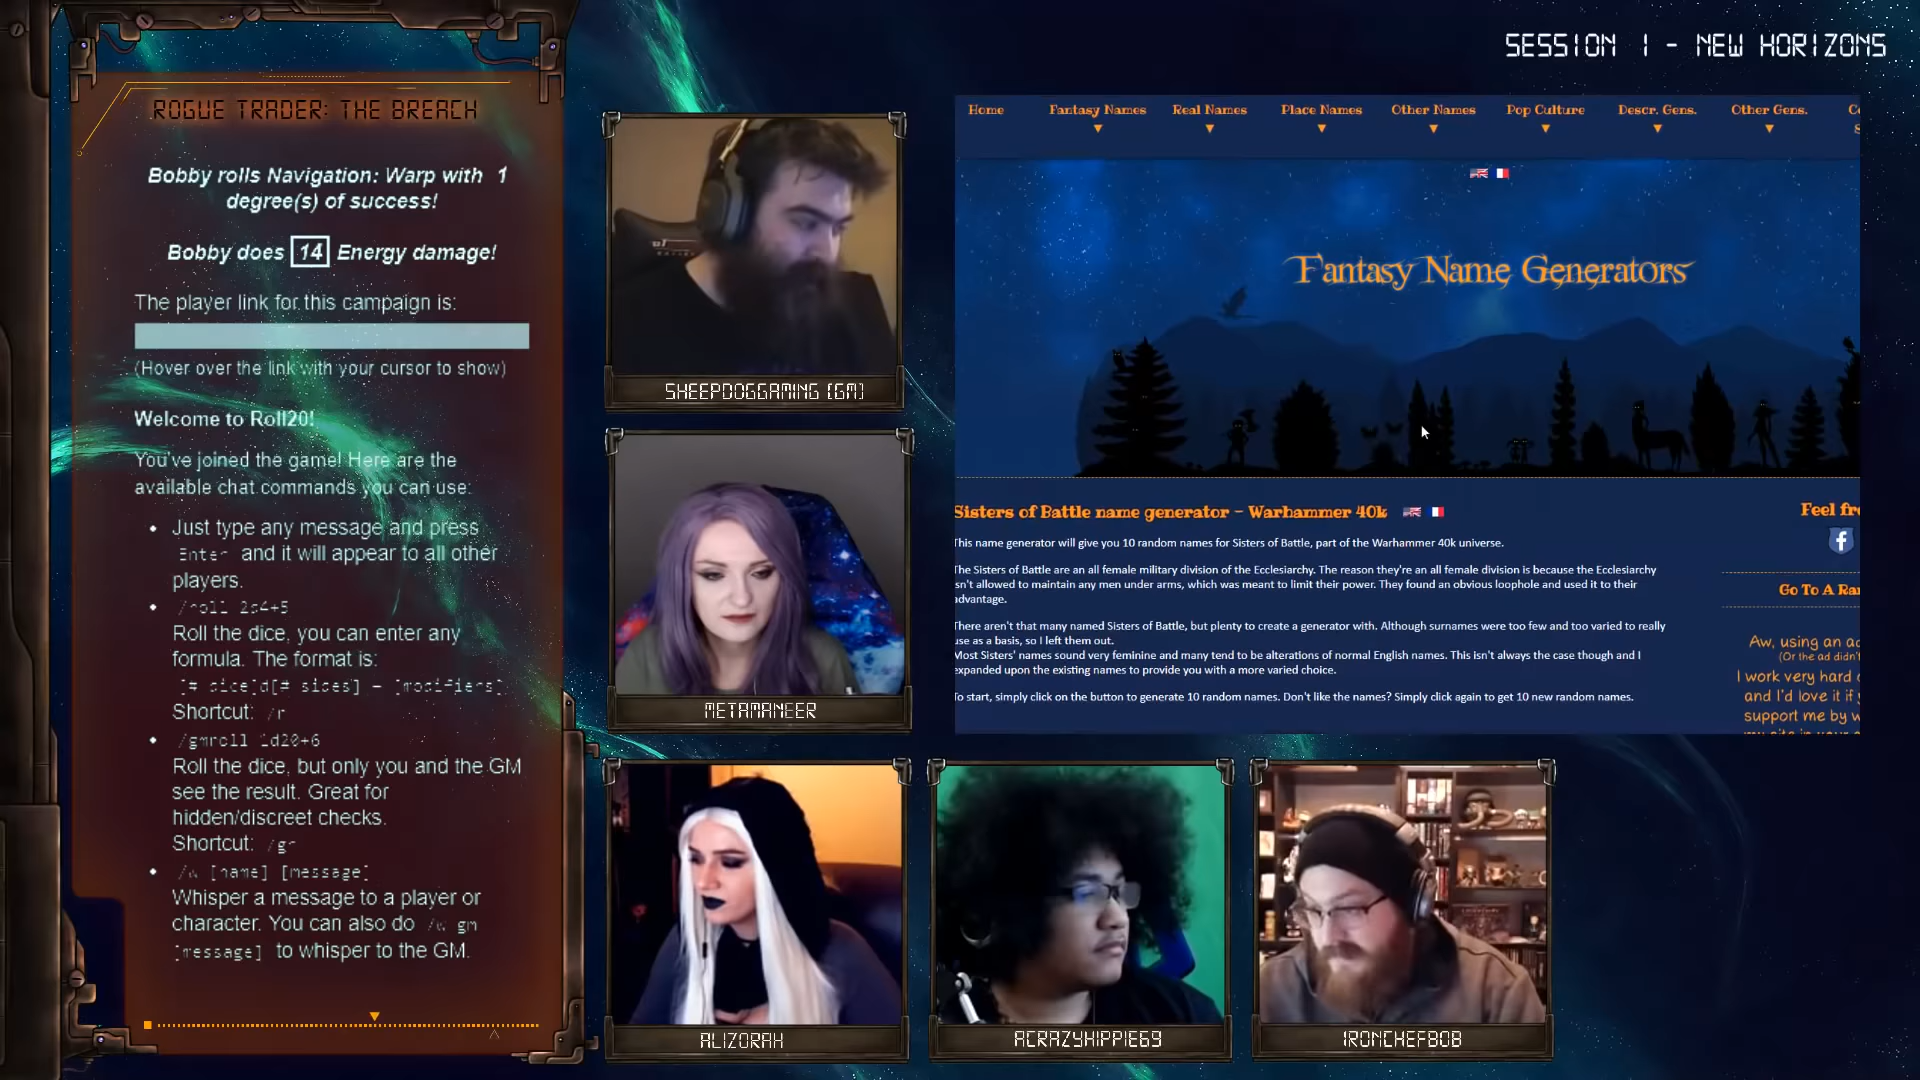 SESSION 1 - NEW HORIZONS
ROGUE TRADER: THE BREACH
Bobby rolls Navigation: Warp with 1
degree(s) of success!
Bobby does 14 Energy damage!
The player link for this campaign is:
(Hover over the link with your cursor to show)
Welcome to Roll20!
You've joined the game! Here are the
available chat commands you can use:
• Just type any message and press
Enter and it will appear to all other
players.
• /roll 2d4+5
Roll the dice, you can enter any
formula. The format is:
[# dice]d[# sides] + [modifiers]
Shortcut: /r
• /gmroll 1d20+6
Roll the dice, but only you and the GM
see the result. Great for
hidden/discreet checks.
Shortcut: /gr
• /w [name] [message]
Whisper a message to a player or
character. You can also do /w gm
[message] to whisper to the GM.
SHEEPDOGGAMING (GM)
METAMANCER
ALIZORAH
ACRAZYHIPPIE69
IRONCHEFBOB
Home Fantasy Names Real Names Place Names Other Names Pop Culture Descr. Gens. Other Gens.
Fantasy Name Generators
Sisters of Battle name generator - Warhammer 40k
This name generator will give you 10 random names for Sisters of Battle, part of the Warhammer 40k universe.
The Sisters of Battle are an all female military division of the Ecclesiarchy. The reason they're an all female division is because the Ecclesiarchy
isn't allowed to maintain any men under arms, which was meant to limit their power. They found an obvious loophole and used it to their
advantage.
There aren't that many named Sisters of Battle, but plenty to create a generator with. Although surnames were too few and too varied to really
use as a basis, so I left them out.
Most Sisters' names sound very feminine and many tend to be alterations of normal English names. This isn't always the case though and I
expanded upon the existing names to provide you with a more varied choice.
To start, simply click on the button to generate 10 random names. Don't like the names? Simply click again to get 10 new random names.
Feel fr
Go To A Ra
Aw, using an ad
(Or the ad didn't
I work very hard
and I'd love it if
support me by w